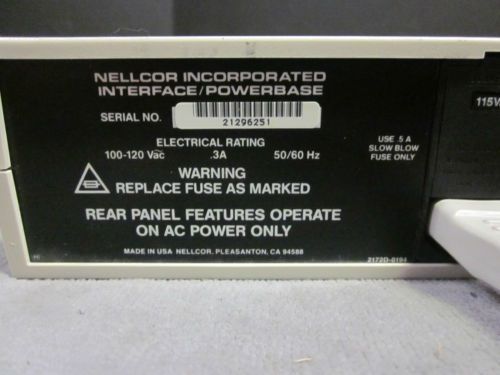 NELLCOR INCORPORATED
INTERFACE/POWERBASE
SERIAL NO.
21296251
ELECTRICAL RATING
100-120 Vac .3A 50/60 Hz
USE .5 A
SLOW BLOW
FUSE ONLY
WARNING
REPLACE FUSE AS MARKED
REAR PANEL FEATURES OPERATE
ON AC POWER ONLY
MADE IN USA NELLCOR, PLEASANTON, CA 94588
2172D-0194
115V